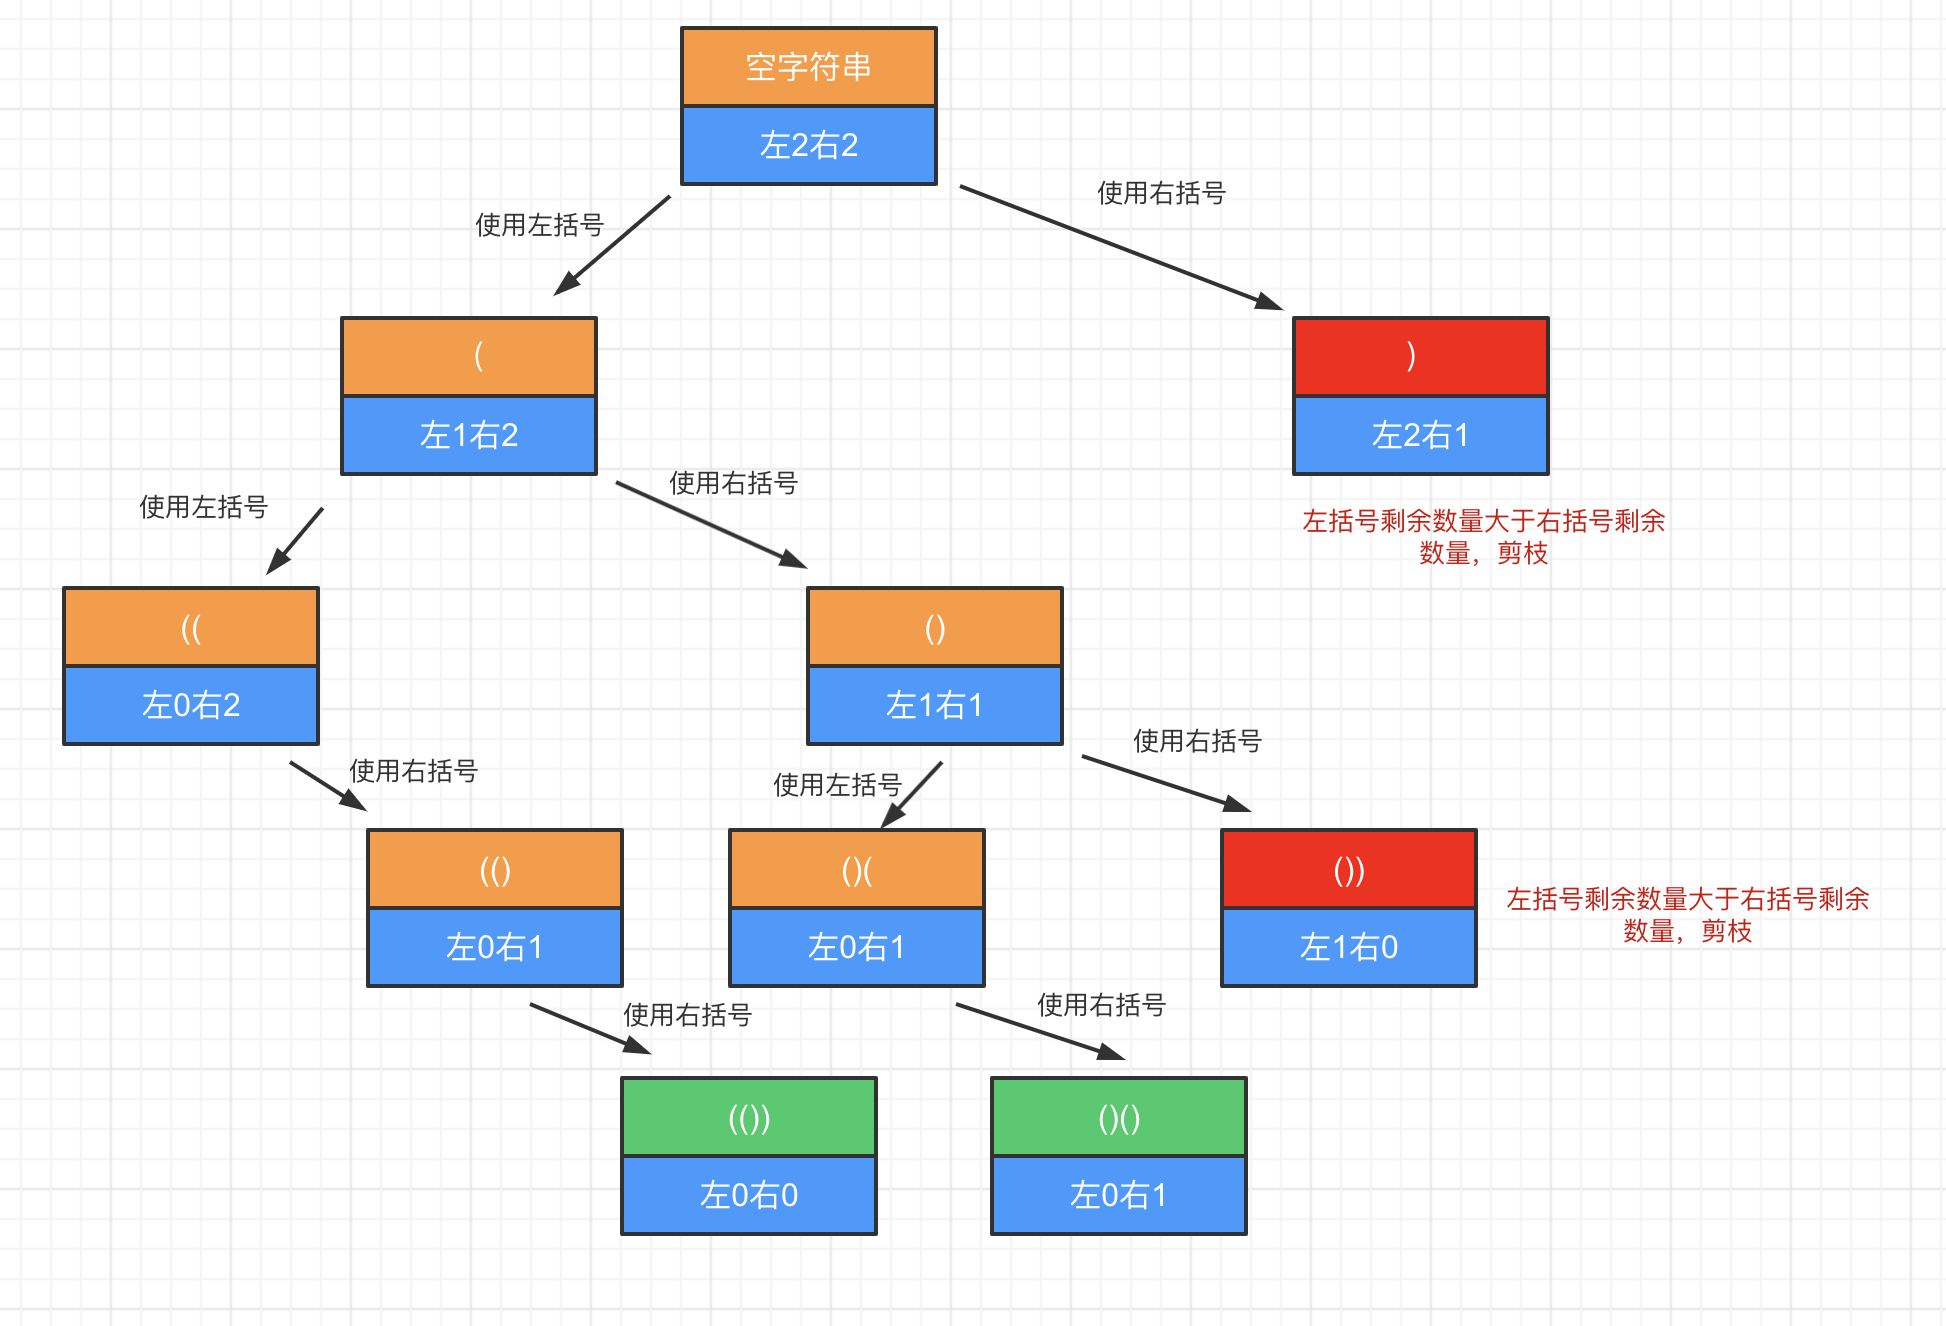 空字符串
左2右2
使用左括号
使用右括号
(
左1右2
)
左2右1
使用左括号
使用右括号
左括号剩余数量大于右括号剩余
数量，剪枝
((
左0右2
()
左1右1
使用右括号
使用左括号
使用右括号
(()
左0右1
()(
左0右1
())
左1右0
左括号剩余数量大于右括号剩余
数量，剪枝
使用右括号
使用右括号
(())
左0右0
()()
左0右1